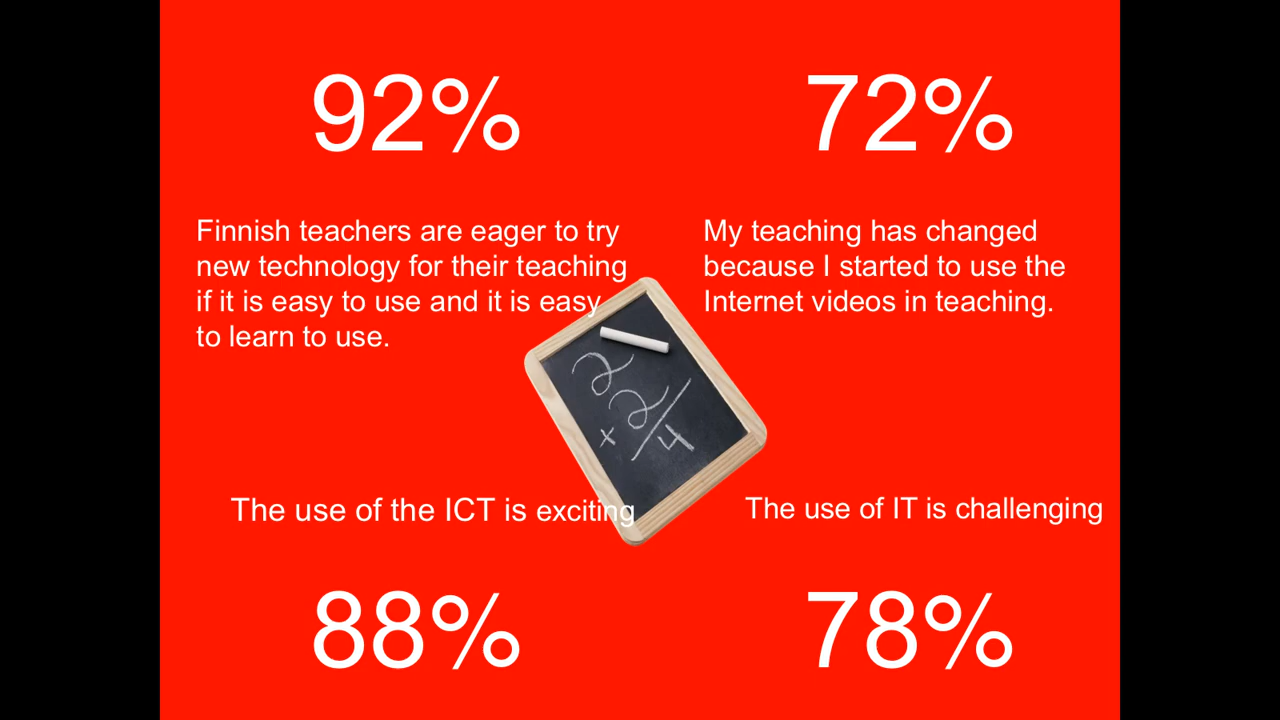 92%
72%
Finnish teachers are eager to try
new technology for their teaching
if it is easy to use and it is easy
to learn to use.
My teaching has changed
because I started to use the
Internet videos in teaching.
2
2
+
4
The use of the ICT is exciting
The use of IT is challenging
88%
78%